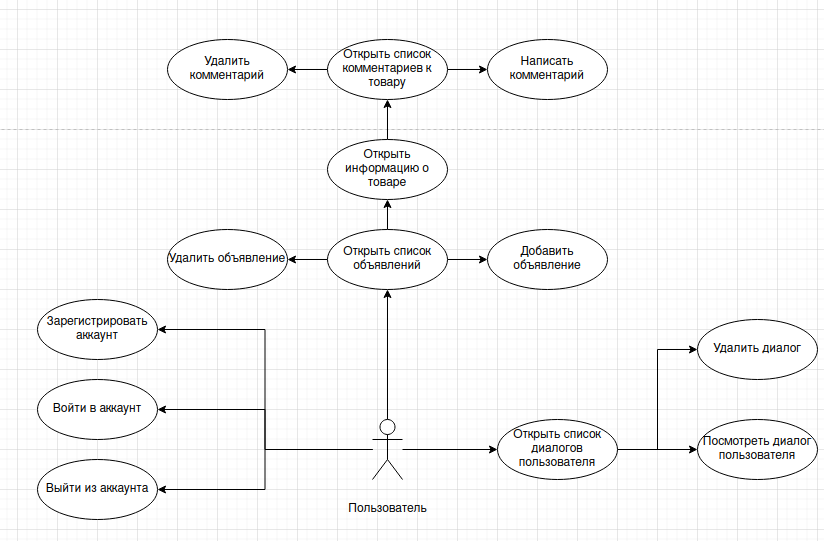 Удалить
комментарий
Открыть список
комментариев к
товару
Написать
комментарий
Открыть
информацию о
товаре
Удалить объявление
Открыть список
объявлений
Добавить
объявление
Зарегистрировать
аккаунт
Удалить диалог
Войти в аккаунт
Открыть список
диалогов
пользователя
Посмотреть диалог
пользователя
Выйти из аккаунта
Пользователь